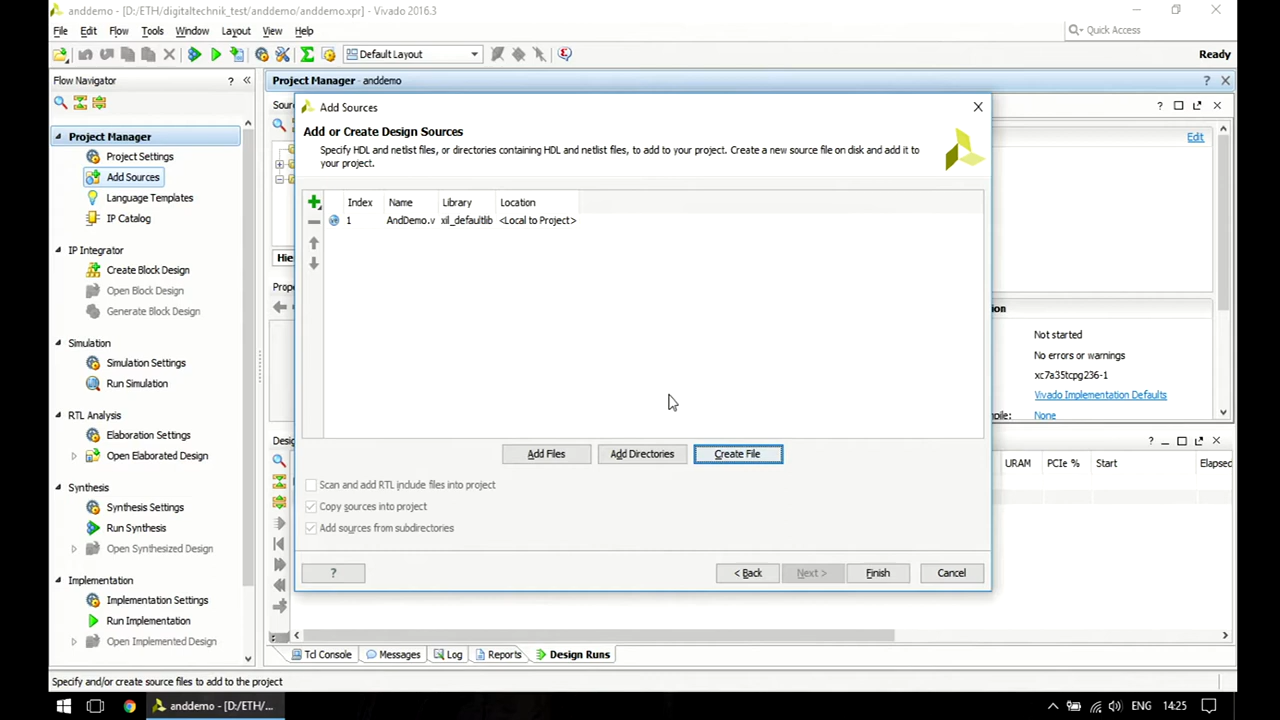 anddemo - [D:/ETH/digitaltechnik_test/anddemo/anddemo.xpr] - Vivado 2016.3
File Edit Flow Tools Window Layout View Help
Quick Access
Default Layout
Ready
Flow Navigator ? «
Project Manager - anddemo
Project Manager
Project Settings
Add Sources
Language Templates
IP Catalog
IP Integrator
Create Block Design
Open Block Design
Generate Block Design
Simulation
Simulation Settings
Run Simulation
RTL Analysis
Elaboration Settings
Open Elaborated Design
Synthesis
Synthesis Settings
Run Synthesis
Open Synthesized Design
Implementation
Implementation Settings
Run Implementation
Open Implemented Design
Sour
Hie
Prope
Desig
Add Sources
Add or Create Design Sources
Specify HDL and netlist files, or directories containing HDL and netlist files, to add to your project. Create a new source file on disk and add it to
your project.
Index Name Library Location
1 AndDemo.v xil_defaultlib <Local to Project>
Add Files Add Directories Create File
Scan and add RTL include files into project
Copy sources into project
Add sources from subdirectories
? < Back Next > Finish Cancel
Edit
ion
Not started
No errors or warnings
xc7a35tcpg236-1
Vivado Implementation Defaults
pile: None
URAM PCIe % Start Elapsed
Tcl Console Messages Log Reports Design Runs
Specify and/or create source files to add to the project
anddemo - [D:/ETH/...
ENG 14:25